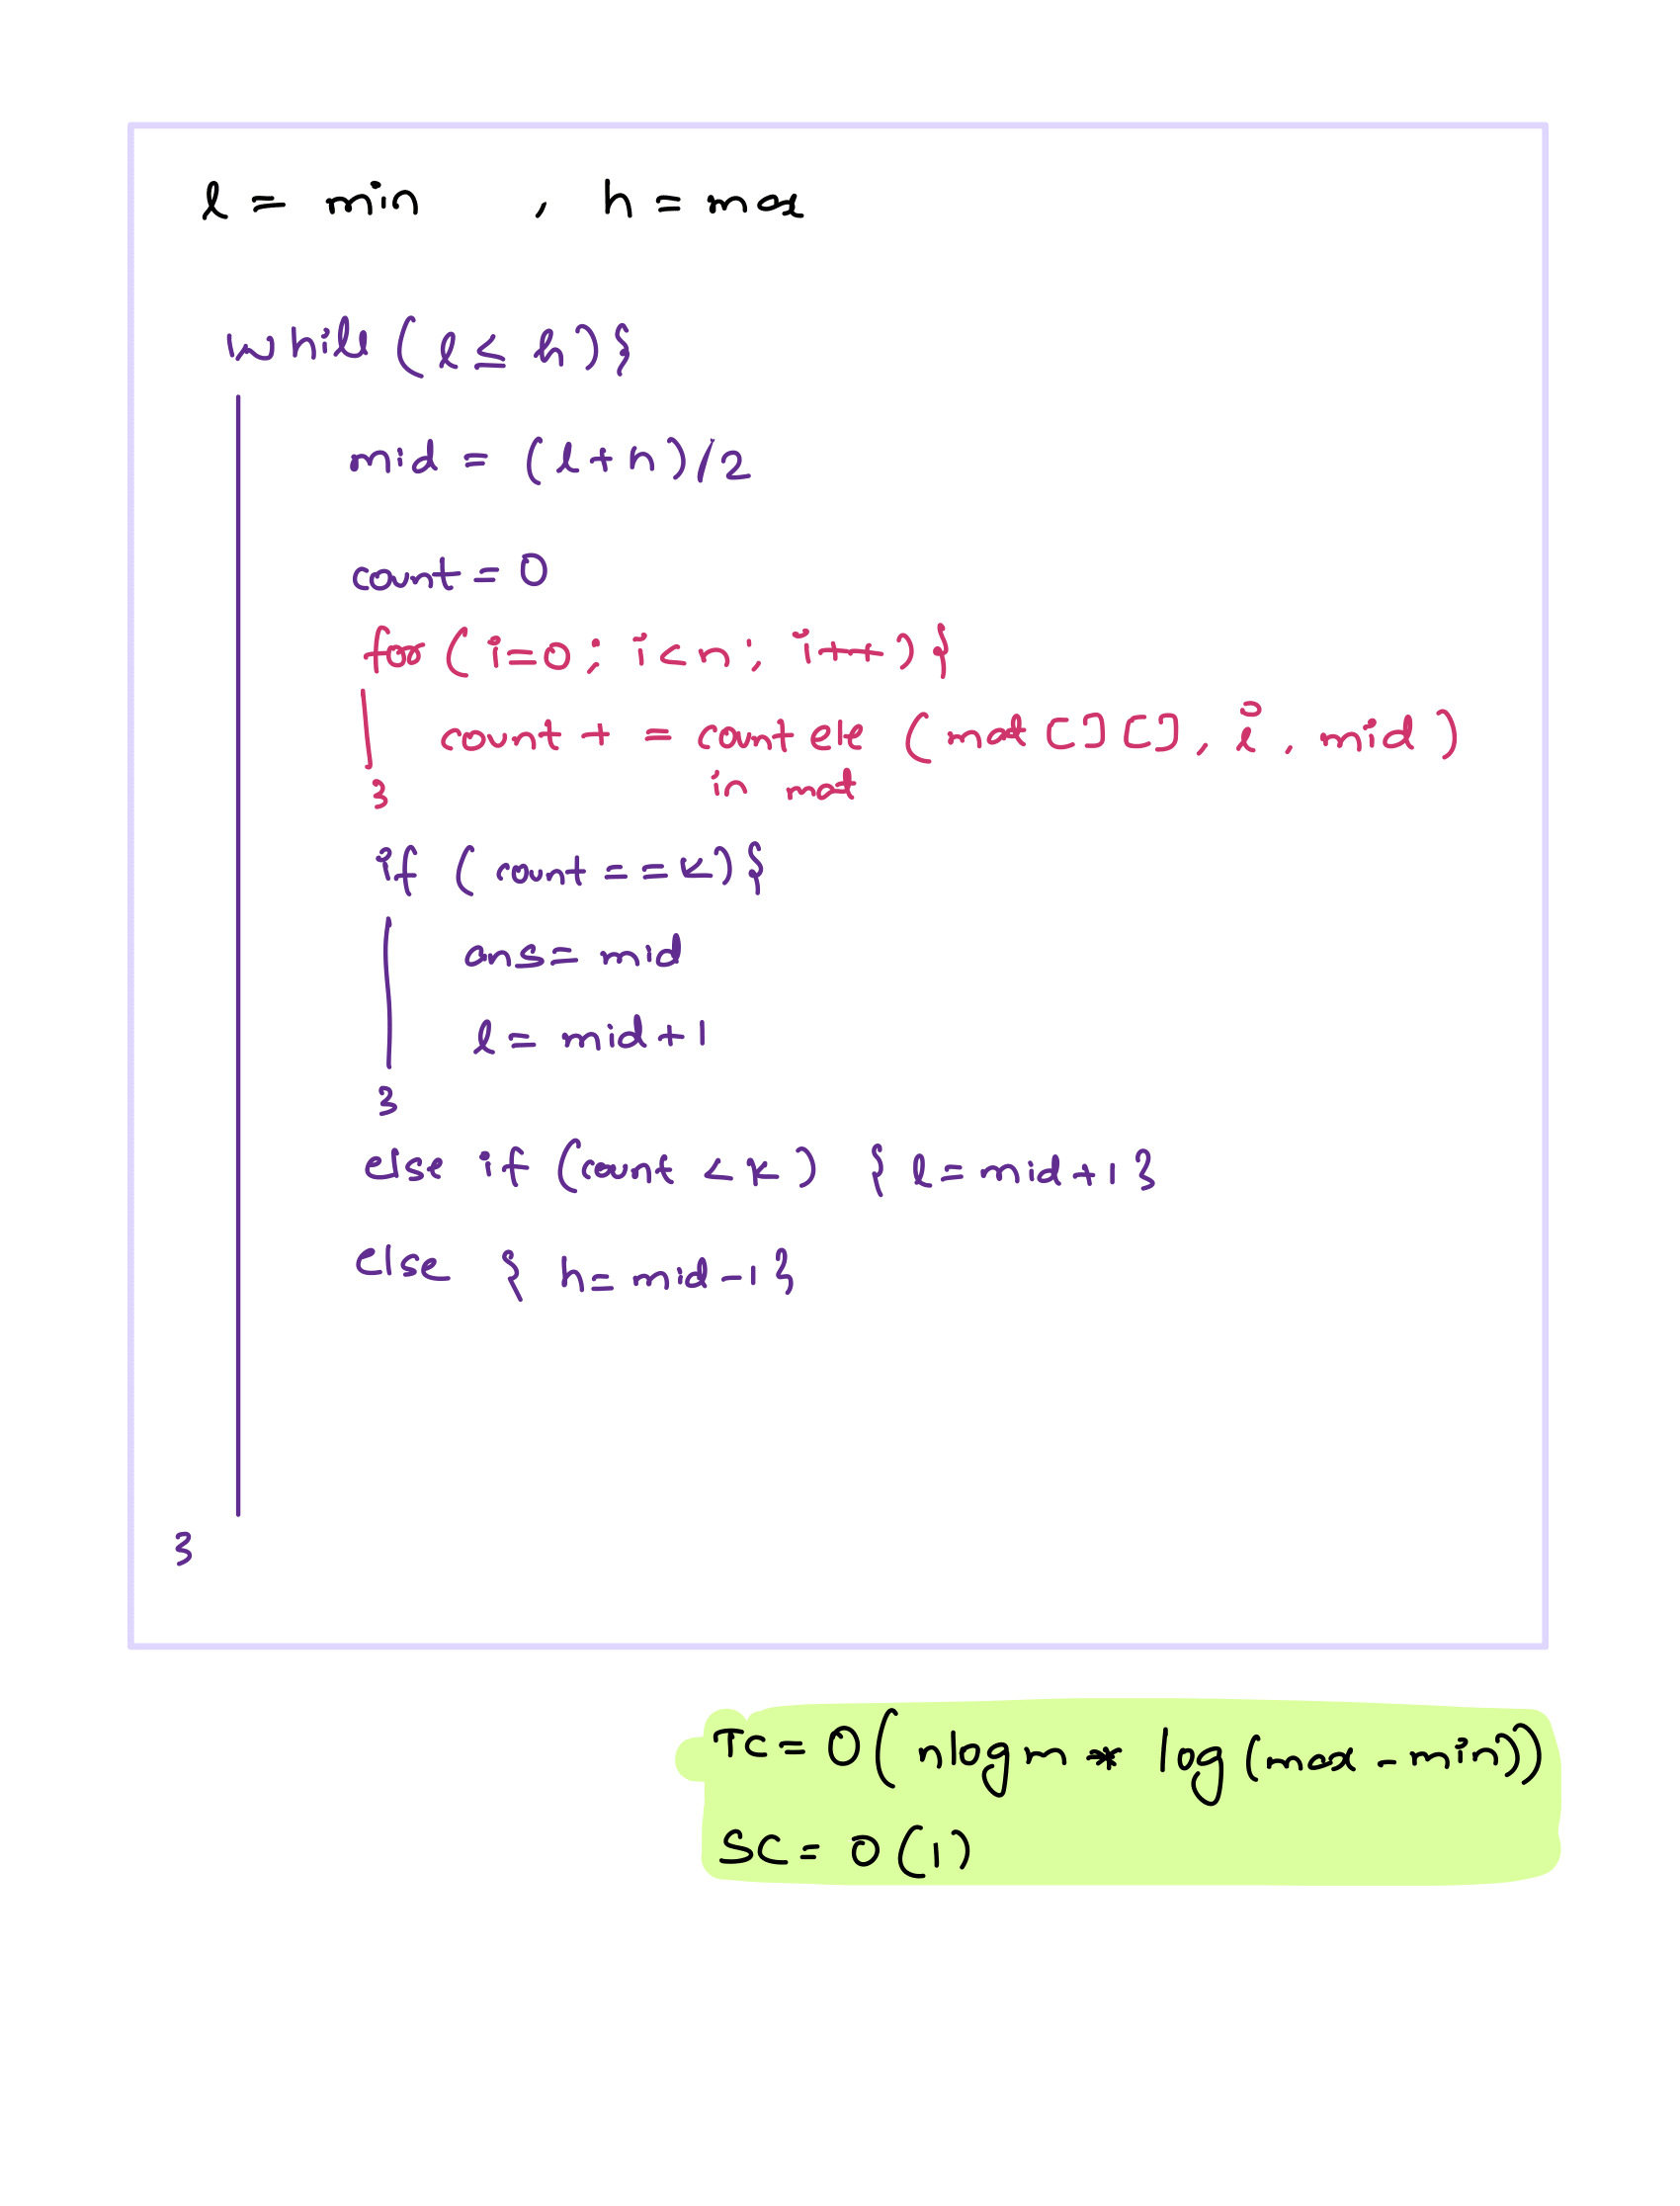 l = min , h = max
while (l ≤ h) {
mid = (l+h)/2
count = 0
for (i=0; i<n; i++) {
count + = count ele (mat [][], i, mid)
in mat
}
if (count == k) {
ans = mid
l = mid+1
}
else if (count < k) { l = mid+1 }
else { h = mid-1 }
}
TC = O(nlogm * log(max - min))
SC = O(1)